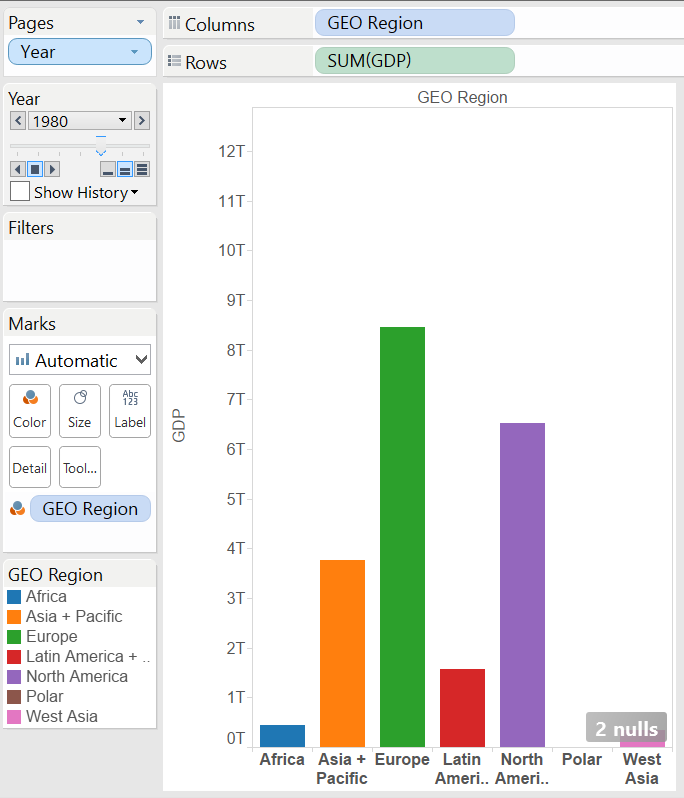 Pages
Year
Columns
GEO Region
Rows
SUM(GDP)
Year
1980
Show History
Filters
Marks
Automatic
Color
Size
Abc
123
Label
Detail
Tool...
GEO Region
GEO Region
Africa
Asia + Pacific
Europe
Latin America + ..
North America
Polar
West Asia
GEO Region
GDP
12T
11T
10T
9T
8T
7T
6T
5T
4T
3T
2T
1T
0T
2 nulls
Africa
Asia +
Pacific
Europe
Latin
Ameri..
North
Ameri..
Polar
West
Asia